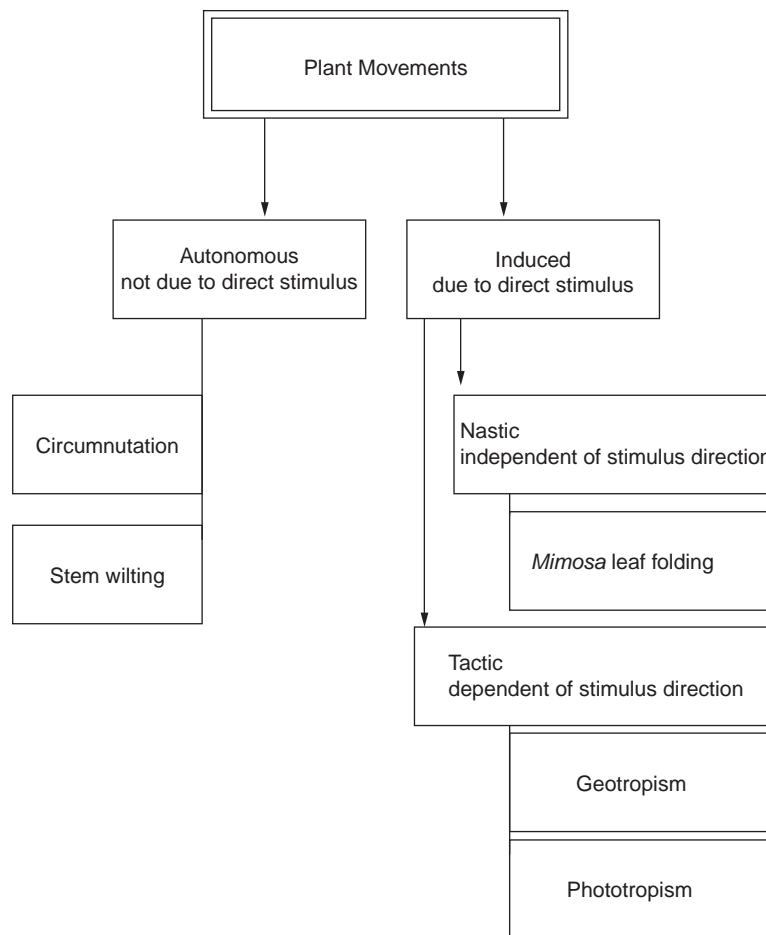 Plant Movements
Autonomous
not due to direct stimulus
Induced
due to direct stimulus
Circumnutation
Stem wilting
Nastic
independent of stimulus direction
Mimosa leaf folding
Tactic
dependent of stimulus direction
Geotropism
Phototropism